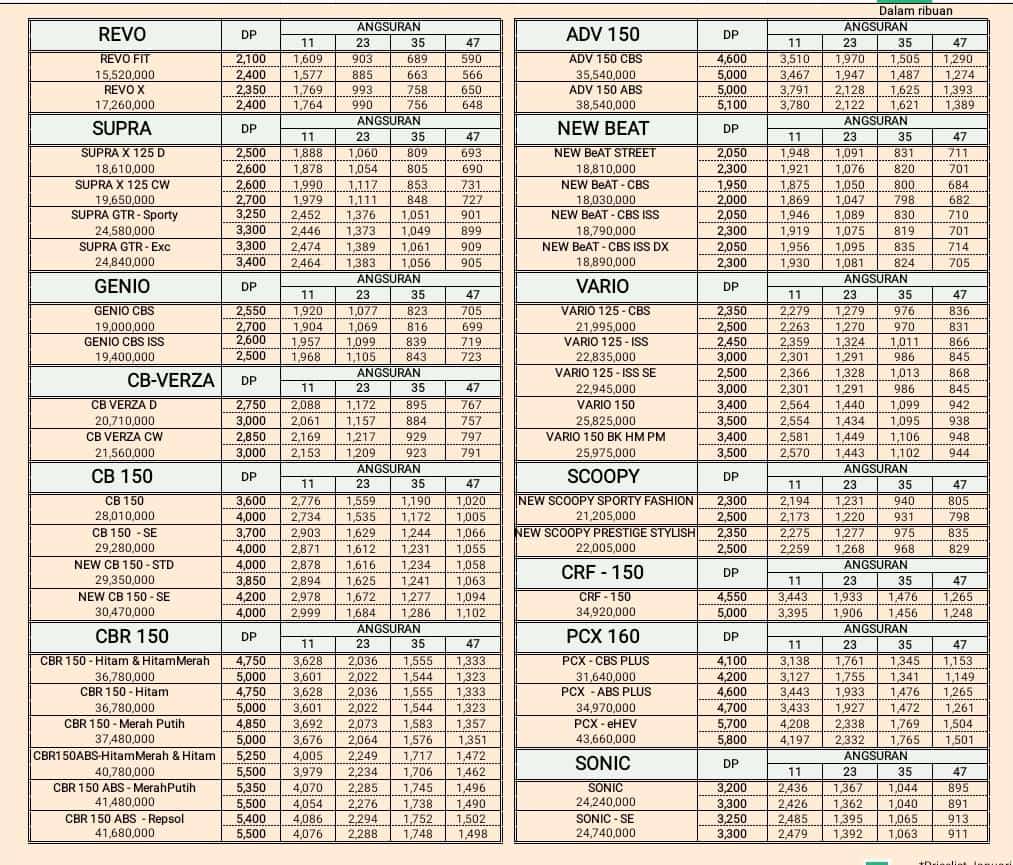 Dalam ribuan
REVO DP ANGSURAN
11 23 35 47
REVO FIT 2,100 1,609 903 689 590
15,520,000 2,400 1,577 885 663 566
REVO X 2,350 1,769 993 758 650
17,260,000 2,400 1,764 990 756 648
SUPRA DP ANGSURAN
11 23 35 47
SUPRA X 125 D 2,500 1,888 1,060 809 693
18,610,000 2,600 1,878 1,054 805 690
SUPRA X 125 CW 2,600 1,990 1,117 853 731
19,650,000 2,700 1,979 1,111 848 727
SUPRA GTR - Sporty 3,250 2,452 1,376 1,051 901
24,580,000 3,300 2,446 1,373 1,049 899
SUPRA GTR - Exc 3,300 2,474 1,389 1,061 909
24,840,000 3,400 2,464 1,383 1,056 905
GENIO DP ANGSURAN
11 23 35 47
GENIO CBS 2,550 1,920 1,077 823 705
19,000,000 2,700 1,904 1,069 816 699
GENIO CBS ISS 2,600 1,957 1,099 839 719
19,400,000 2,500 1,968 1,105 843 723
CB-VERZA DP ANGSURAN
11 23 35 47
CB VERZA D 2,750 2,088 1,172 895 767
20,710,000 3,000 2,061 1,157 884 757
CB VERZA CW 2,850 2,169 1,217 929 797
21,560,000 3,000 2,153 1,209 923 791
CB 150 DP ANGSURAN
11 23 35 47
CB 150 3,600 2,776 1,559 1,190 1,020
28,010,000 4,000 2,734 1,535 1,172 1,005
CB 150 - SE 3,700 2,903 1,629 1,244 1,066
29,280,000 4,000 2,871 1,612 1,231 1,055
NEW CB 150 - STD 4,000 2,878 1,616 1,234 1,058
29,350,000 3,850 2,894 1,625 1,241 1,063
NEW CB 150 - SE 4,200 2,978 1,672 1,277 1,094
30,470,000 4,000 2,999 1,684 1,286 1,102
CBR 150 DP ANGSURAN
11 23 35 47
CBR 150 - Hitam & HitamMerah 4,750 3,628 2,036 1,555 1,333
36,780,000 5,000 3,601 2,022 1,544 1,323
CBR 150 - Hitam 4,750 3,628 2,036 1,555 1,333
36,780,000 5,000 3,601 2,022 1,544 1,323
CBR 150 - Merah Putih 4,850 3,692 2,073 1,583 1,357
37,480,000 5,000 3,676 2,064 1,576 1,351
CBR150ABS-HitamMerah & Hitam 5,250 4,005 2,249 1,717 1,472
40,780,000 5,500 3,979 2,234 1,706 1,462
CBR 150 ABS - MerahPutih 5,350 4,070 2,285 1,745 1,496
41,480,000 5,500 4,054 2,276 1,738 1,490
CBR 150 ABS - Repsol 5,400 4,086 2,294 1,752 1,502
41,680,000 5,500 4,076 2,288 1,748 1,498
ADV 150 DP ANGSURAN
11 23 35 47
ADV 150 CBS 4,600 3,510 1,970 1,505 1,290
35,540,000 5,000 3,467 1,947 1,487 1,274
ADV 150 ABS 5,000 3,791 2,128 1,625 1,393
38,540,000 5,100 3,780 2,122 1,621 1,389
NEW BEAT DP ANGSURAN
11 23 35 47
NEW BeAT STREET 2,050 1,948 1,091 831 711
18,810,000 2,300 1,921 1,076 820 701
NEW BeAT - CBS 1,950 1,875 1,050 800 684
18,030,000 2,000 1,869 1,047 798 682
NEW BeAT - CBS ISS 2,050 1,946 1,089 830 710
18,790,000 2,300 1,919 1,075 819 701
NEW BeAT - CBS ISS DX 2,050 1,956 1,095 835 714
18,890,000 2,300 1,930 1,081 824 705
VARIO DP ANGSURAN
11 23 35 47
VARIO 125 - CBS 2,350 2,279 1,279 976 836
21,995,000 2,500 2,263 1,270 970 831
VARIO 125 - ISS 2,450 2,359 1,324 1,011 866
22,835,000 3,000 2,301 1,291 986 845
VARIO 125 - ISS SE 2,500 2,366 1,328 1,013 868
22,945,000 3,000 2,301 1,291 986 845
VARIO 150 3,400 2,564 1,440 1,099 942
25,825,000 3,500 2,554 1,434 1,095 938
VARIO 150 BK HM PM 3,400 2,581 1,449 1,106 948
25,975,000 3,500 2,570 1,443 1,102 944
SCOOPY DP ANGSURAN
11 23 35 47
NEW SCOOPY SPORTY FASHION 2,300 2,194 1,231 940 805
21,205,000 2,500 2,173 1,220 931 798
NEW SCOOPY PRESTIGE STYLISH 2,350 2,275 1,277 975 835
22,005,000 2,500 2,259 1,268 968 829
CRF - 150 DP ANGSURAN
11 23 35 47
CRF - 150 4,550 3,443 1,933 1,476 1,265
34,920,000 5,000 3,395 1,906 1,456 1,248
PCX 160 DP ANGSURAN
11 23 35 47
PCX - CBS PLUS 4,100 3,138 1,761 1,345 1,153
31,640,000 4,200 3,127 1,755 1,341 1,149
PCX - ABS PLUS 4,600 3,443 1,933 1,476 1,265
34,970,000 4,700 3,433 1,927 1,472 1,261
PCX - eHEV 5,700 4,208 2,338 1,769 1,504
43,660,000 5,800 4,197 2,332 1,765 1,501
SONIC DP ANGSURAN
11 23 35 47
SONIC 3,200 2,436 1,367 1,044 895
24,240,000 3,300 2,426 1,362 1,040 891
SONIC - SE 3,250 2,485 1,395 1,065 913
24,740,000 3,300 2,479 1,392 1,063 911